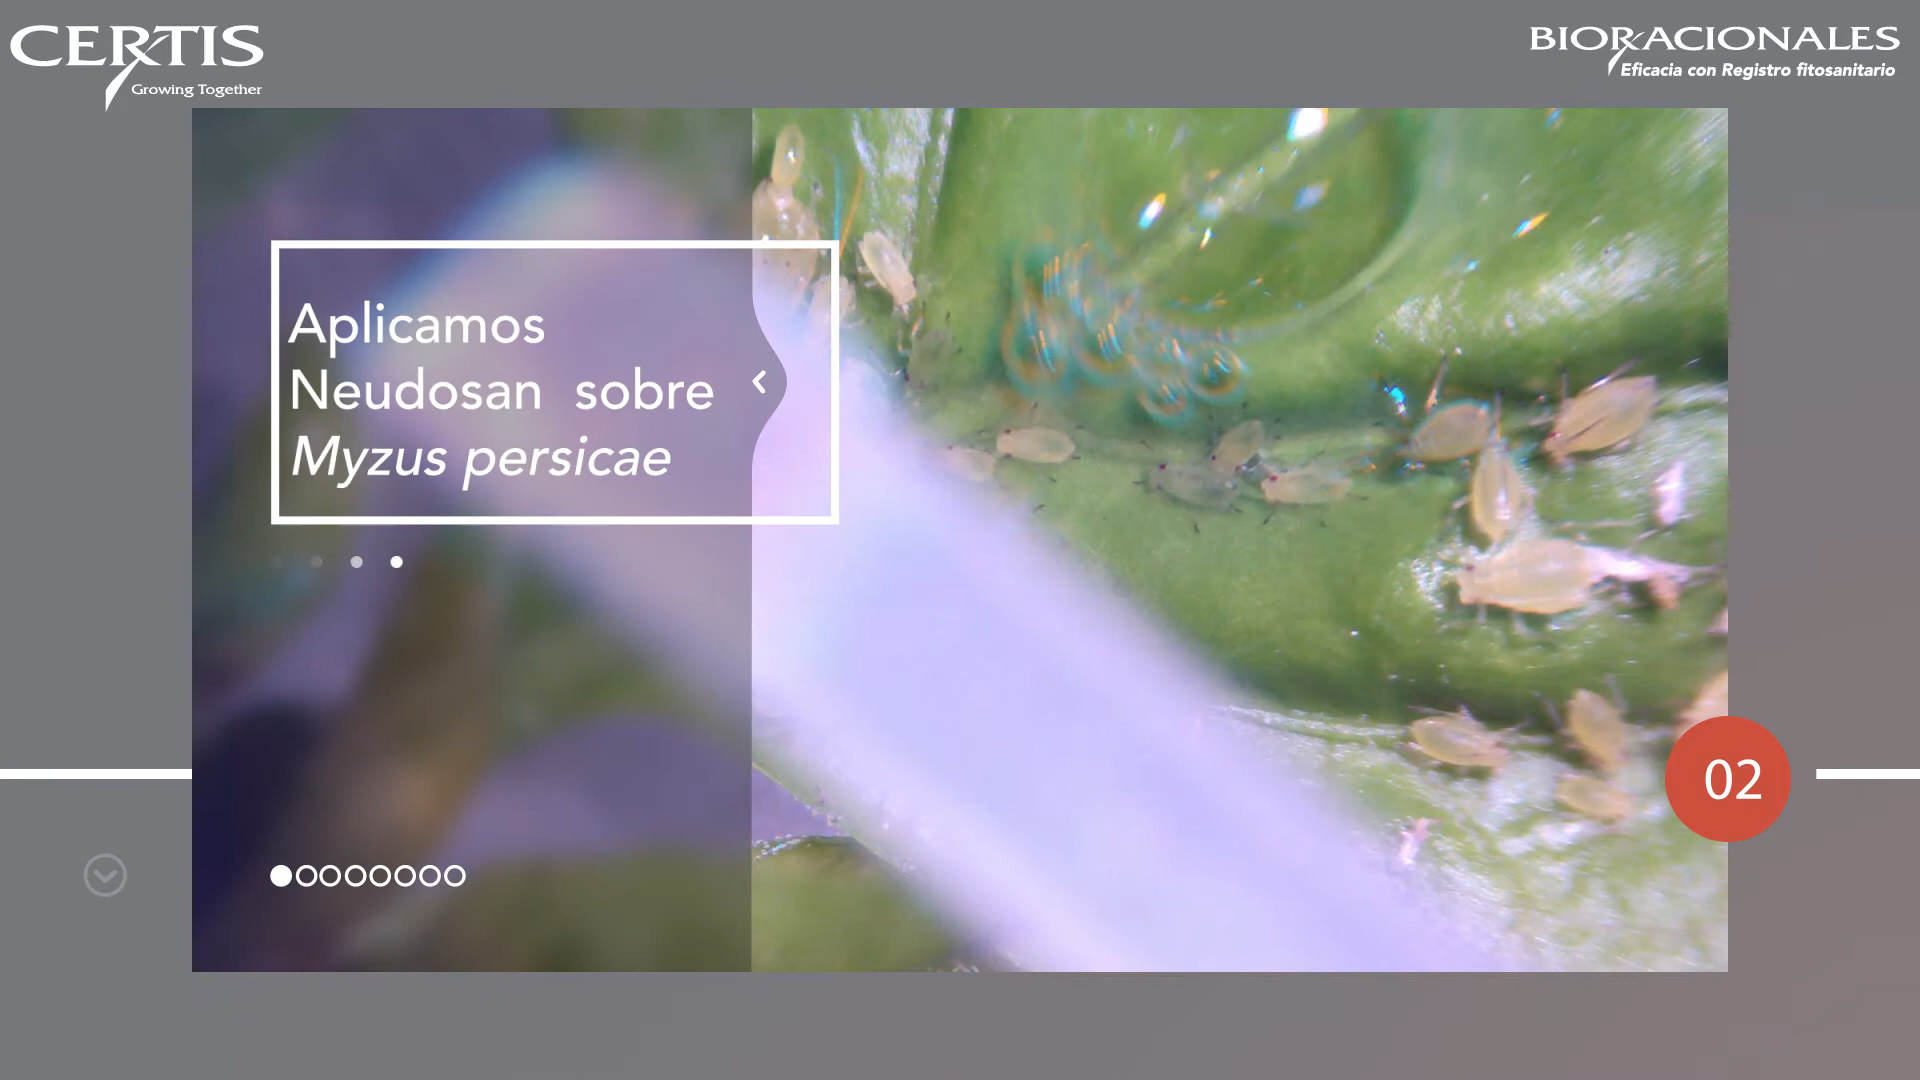 CERTIS
Growing Together
BIORACIONALES
Eficacia con Registro fitosanitario
Aplicamos
Neudosan sobre
Myzus persicae
02